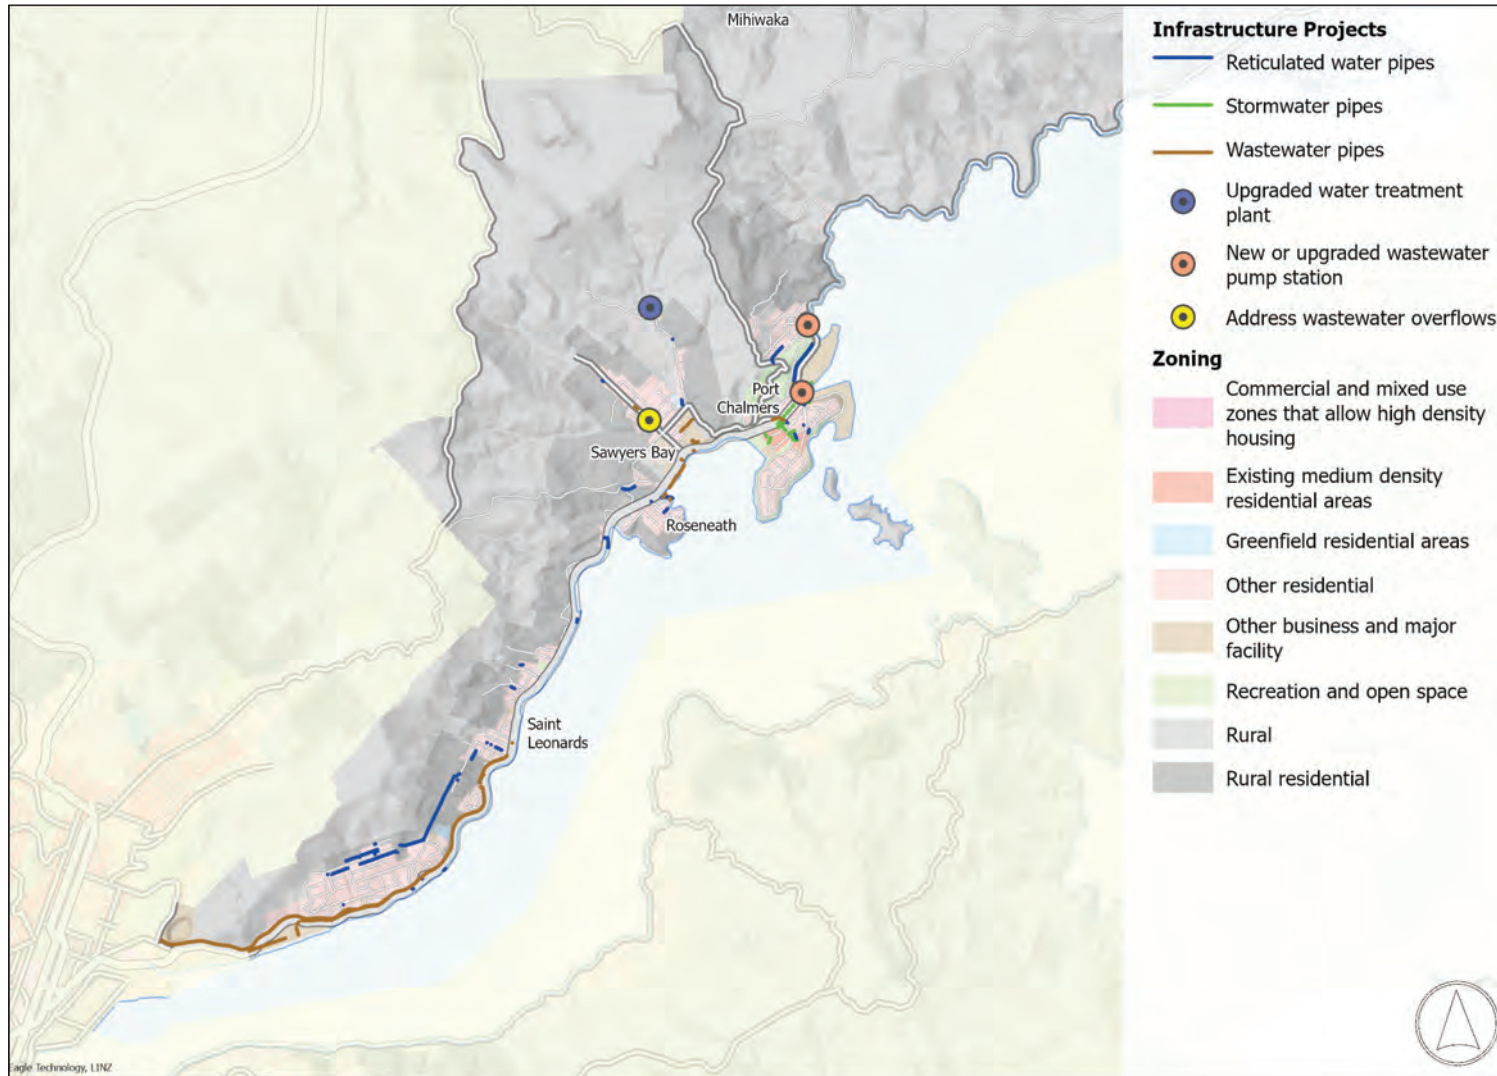 Mihiwaka
Port
Chalmers
Sawyers Bay
Roseneath
Saint
Leonards
Eagle Technology, LINZ
Infrastructure Projects
Reticulated water pipes
Stormwater pipes
Wastewater pipes
Upgraded water treatment
plant
New or upgraded wastewater
pump station
Address wastewater overflows
Zoning
Commercial and mixed use
zones that allow high density
housing
Existing medium density
residential areas
Greenfield residential areas
Other residential
Other business and major
facility
Recreation and open space
Rural
Rural residential